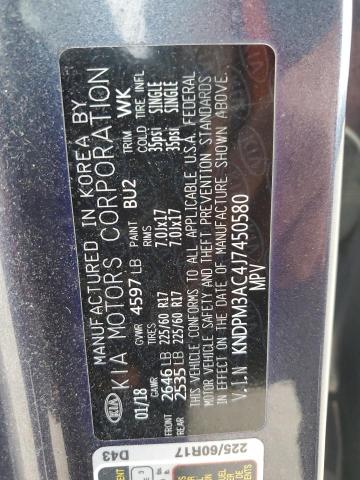 MANUFACTURED IN KOREA BY
KIA KIA MOTORS CORPORATION
01/18 GVWR 4597 LB PAINT BU2 TRIM WK
GAWR TIRES RIMS COLD TIRE INFL
FRONT 2646 LB 225/60 R17 7.0Jx17 35psi SINGLE
REAR 2535 LB 225/60 R17 7.0Jx17 35psi SINGLE
THIS VEHICLE CONFORMS TO ALL APPLICABLE U.S.A. FEDERAL
MOTOR VEHICLE SAFETY AND THEFT PREVENTION STANDARDS
IN EFFECT ON THE DATE OF MANUFACTURE SHOWN ABOVE.
V.I.N KNDPM3AC4J7450580
MPV
D43
225/60R17